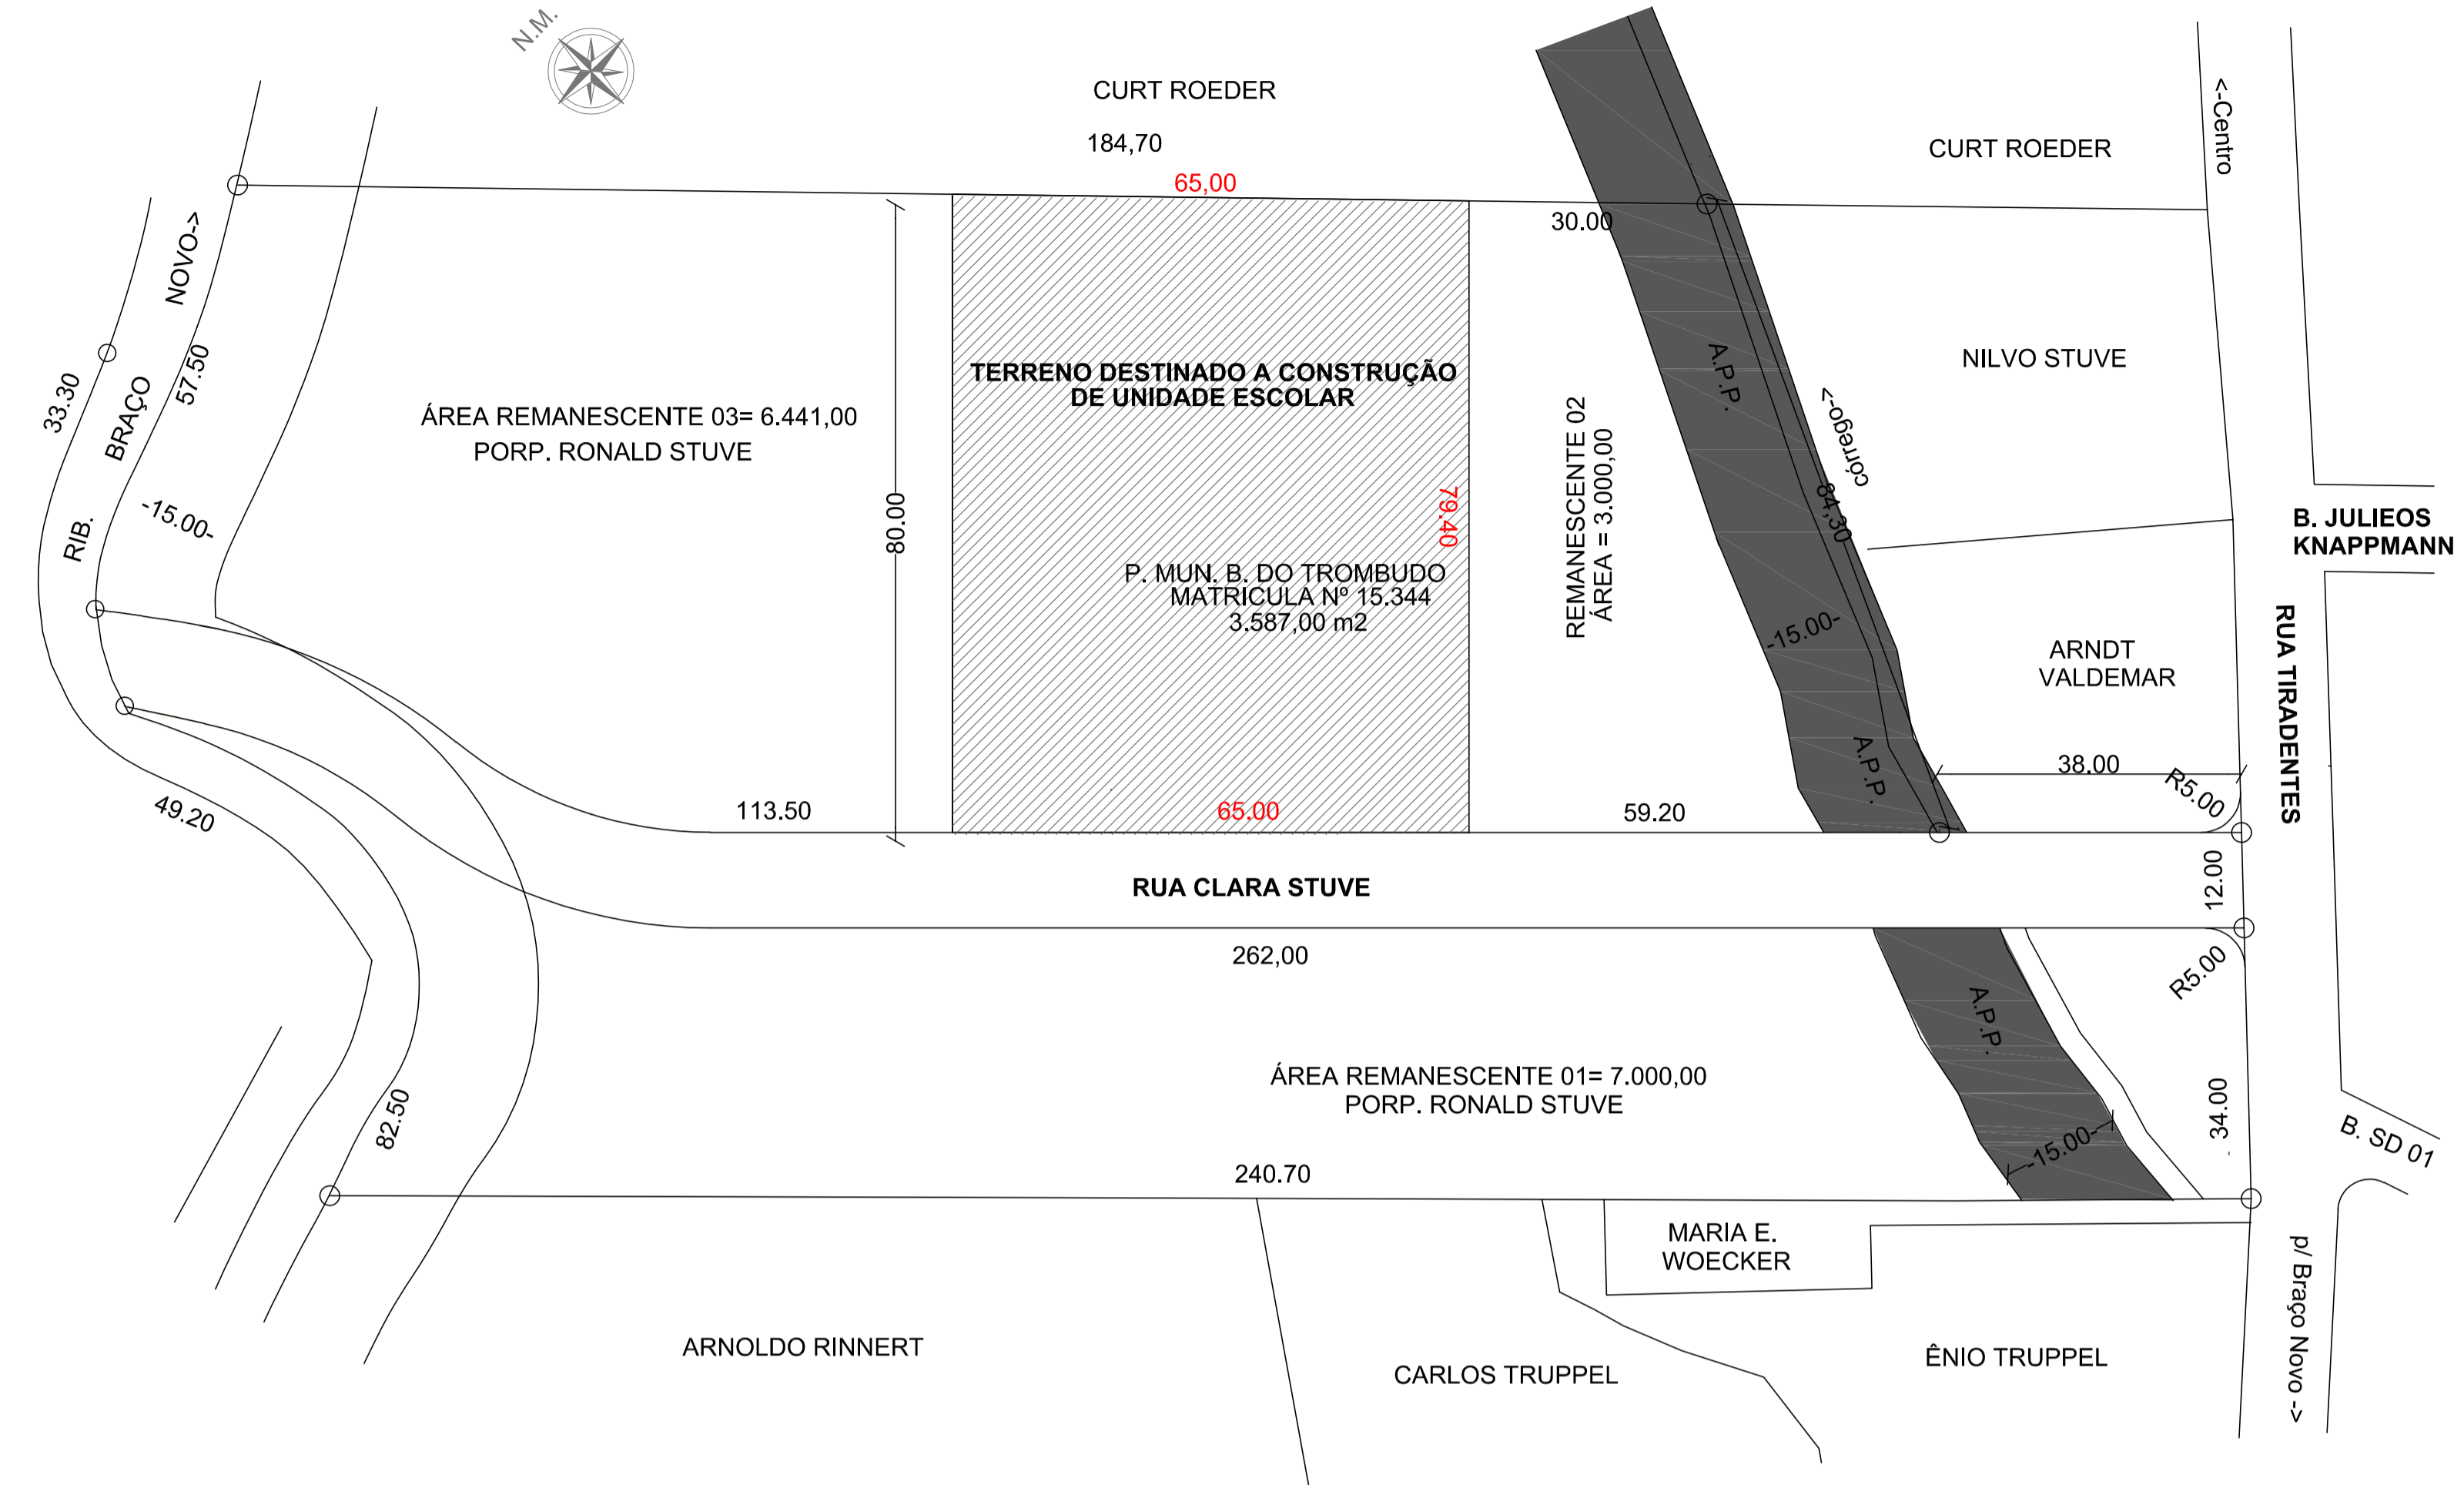 N.M.
CURT ROEDER
184,70
65,00
CURT ROEDER
<-Centro
30.00
NOVO->
BRAÇO
RIB.
33.30
57.50
-15.00-
ÁREA REMANESCENTE 03= 6.441,00
PORP. RONALD STUVE
80.00
TERRENO DESTINADO A CONSTRUÇÃO
DE UNIDADE ESCOLAR
79.40
P. MUN. B. DO TROMBUDO
MATRICULA Nº 15.344
3.587,00 m2
REMANESCENTE 02
ÁREA = 3.000,00
A.P.P.
córrego->
84,30
-15.00-
A.P.P.
NILVO STUVE
B. JULIEOS
KNAPPMANN
ARNDT
VALDEMAR
RUA TIRADENTES
38.00
R5.00
49.20
113.50
65.00
59.20
RUA CLARA STUVE
12.00
262,00
R5.00
A.P.P.
ÁREA REMANESCENTE 01= 7.000,00
PORP. RONALD STUVE
82.50
34.00
-15.00-
B. SD 01
240.70
MARIA E.
WOECKER
p/ Braço Novo ->
ARNOLDO RINNERT
CARLOS TRUPPEL
ÊNIO TRUPPEL